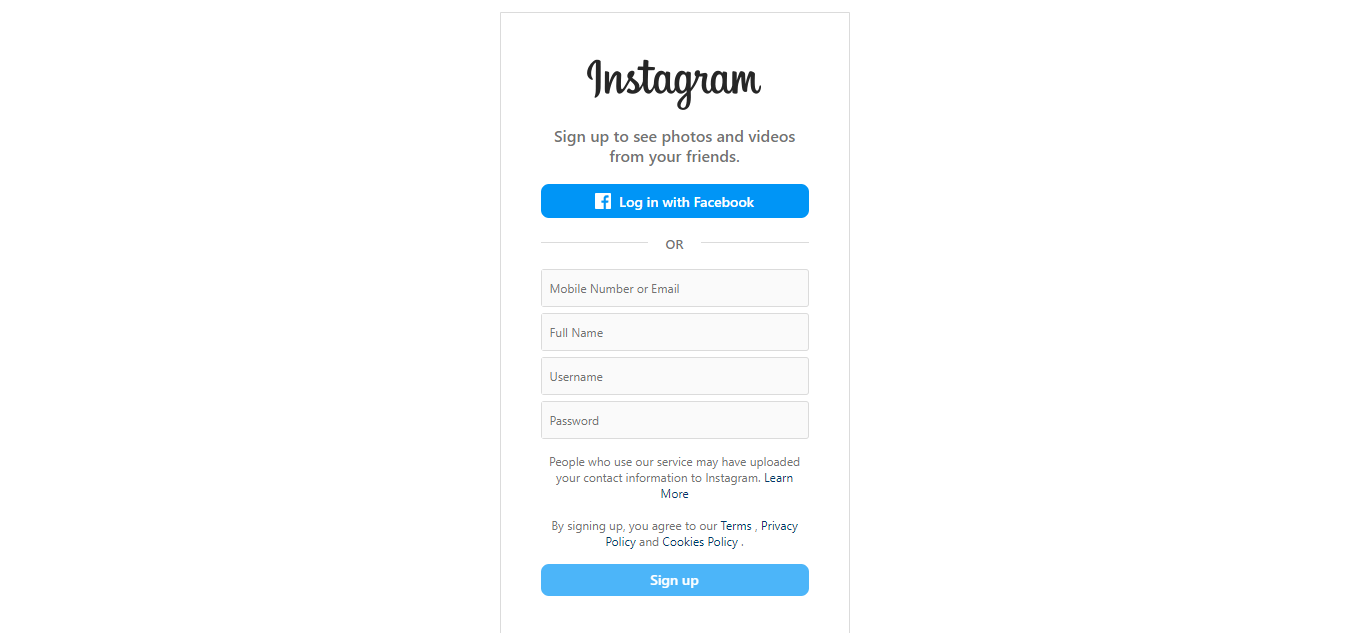 Instagram
Sign up to see photos and videos
from your friends.
Log in with Facebook
OR
Mobile Number or Email
Full Name
Username
Password
People who use our service may have uploaded
your contact information to Instagram. Learn
More
By signing up, you agree to our Terms , Privacy
Policy and Cookies Policy .
Sign up